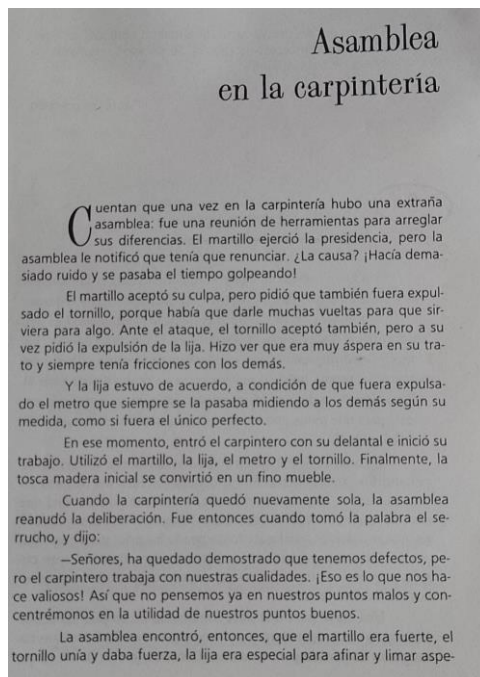 Asamblea
en la carpintería
Cuentan que una vez en la carpintería hubo una extraña
asamblea: fue una reunión de herramientas para arreglar
sus diferencias. El martillo ejerció la presidencia, pero la
asamblea le notificó que tenía que renunciar. ¿La causa? ¡Hacía dema-
siado ruido y se pasaba el tiempo golpeando!
El martillo aceptó su culpa, pero pidió que también fuera expul-
sado el tornillo, porque había que darle muchas vueltas para que sir-
viera para algo. Ante el ataque, el tornillo aceptó también, pero a su
vez pidió la expulsión de la lija. Hizo ver que era muy áspera en su tra-
to y siempre tenía fricciones con los demás.
Y la lija estuvo de acuerdo, a condición de que fuera expulsa-
do el metro que siempre se la pasaba midiendo a los demás según su
medida, como si fuera el único perfecto.
En ese momento, entró el carpintero con su delantal e inició su
trabajo. Utilizó el martillo, la lija, el metro y el tornillo. Finalmente, la
tosca madera inicial se convirtió en un fino mueble.
Cuando la carpintería quedó nuevamente sola, la asamblea
reanudó la deliberación. Fue entonces cuando tomó la palabra el se-
rrucho, y dijo:
—Señores, ha quedado demostrado que tenemos defectos, pe-
ro el carpintero trabaja con nuestras cualidades. ¡Eso es lo que nos ha-
ce valiosos! Así que no pensemos ya en nuestros puntos malos y con-
centrémonos en la utilidad de nuestros puntos buenos.
La asamblea encontró, entonces, que el martillo era fuerte, el
tornillo unía y daba fuerza, la lija era especial para afinar y limar aspe-